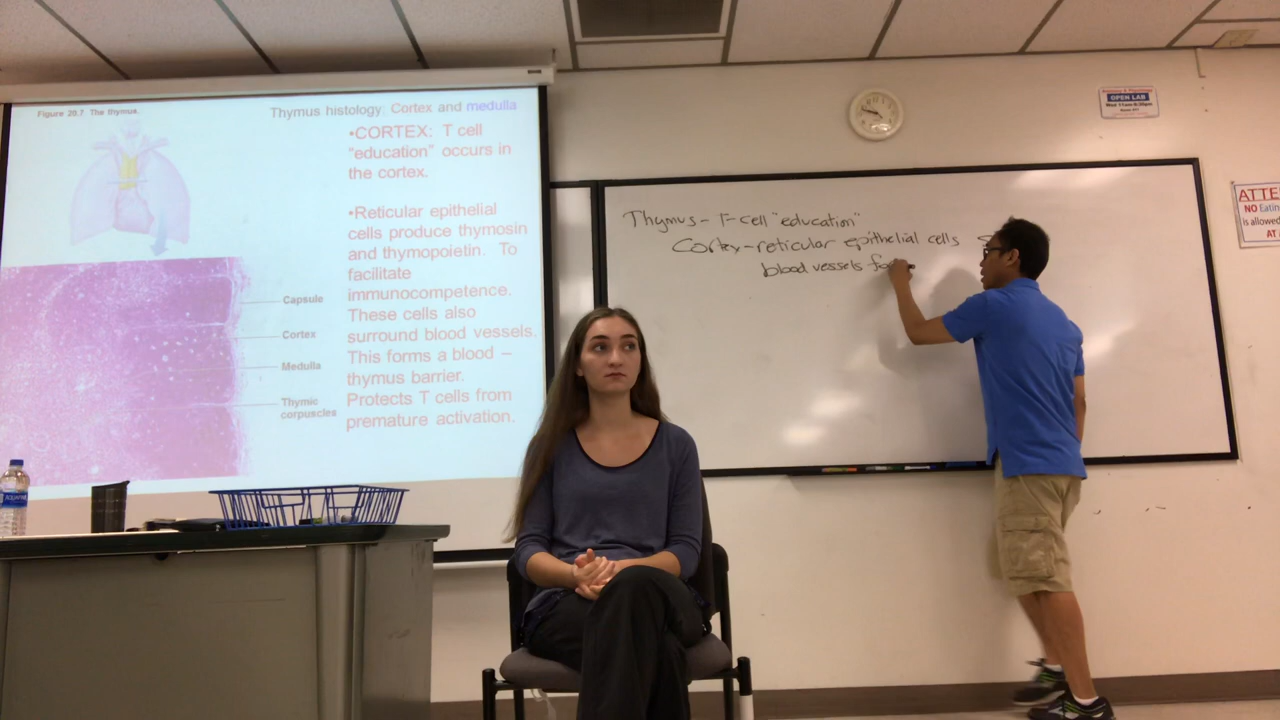 Figure 20.7 The thymus.
Thymus histology: Cortex and medulla
•CORTEX: T cell
"education" occurs in
the cortex.
•Reticular epithelial
cells produce thymosin
and thymopoietin. To
facilitate
immunocompetence.
These cells also
surround blood vessels.
This forms a blood –
thymus barrier.
Protects T cells from
premature activation.
Capsule
Cortex
Medulla
Thymic
corpuscles
Thymus - T-cell "education"
Cortex-reticular epithelial cells
blood vessels
OPEN LAB
ATTE
NO Eatin
is allowed
AQUAFINA